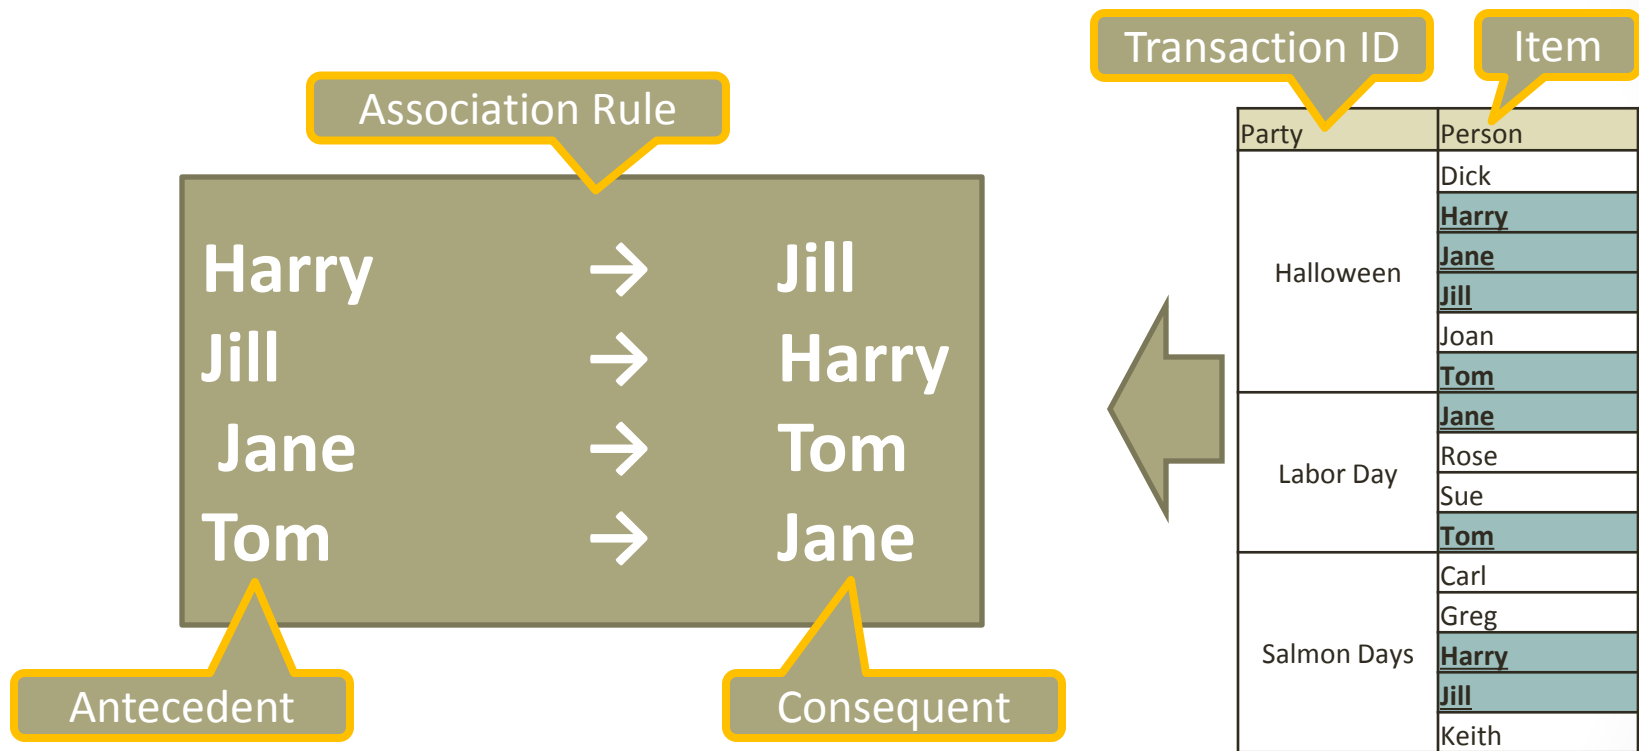 Transaction ID
Item
Association Rule
Harry → Jill
Jill → Harry
Jane → Tom
Tom → Jane
Antecedent
Consequent
Party Person
Halloween
Dick
Harry
Jane
Jill
Joan
Tom
Labor Day
Jane
Rose
Sue
Tom
Salmon Days
Carl
Greg
Harry
Jill
Keith